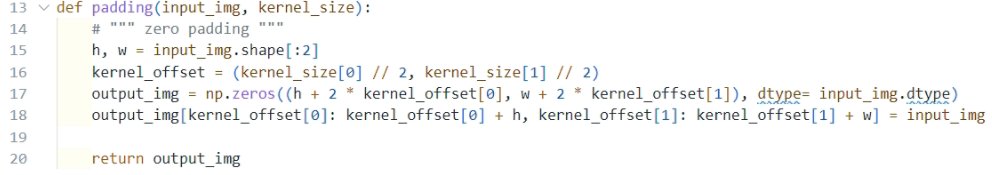 13 def padding(input_img, kernel_size):
14     # """ zero padding """
15     h, w = input_img.shape[:2]
16     kernel_offset = (kernel_size[0] // 2, kernel_size[1] // 2)
17     output_img = np.zeros((h + 2 * kernel_offset[0], w + 2 * kernel_offset[1]), dtype= input_img.dtype)
18     output_img[kernel_offset[0]: kernel_offset[0] + h, kernel_offset[1]: kernel_offset[1] + w] = input_img
19
20     return output_img